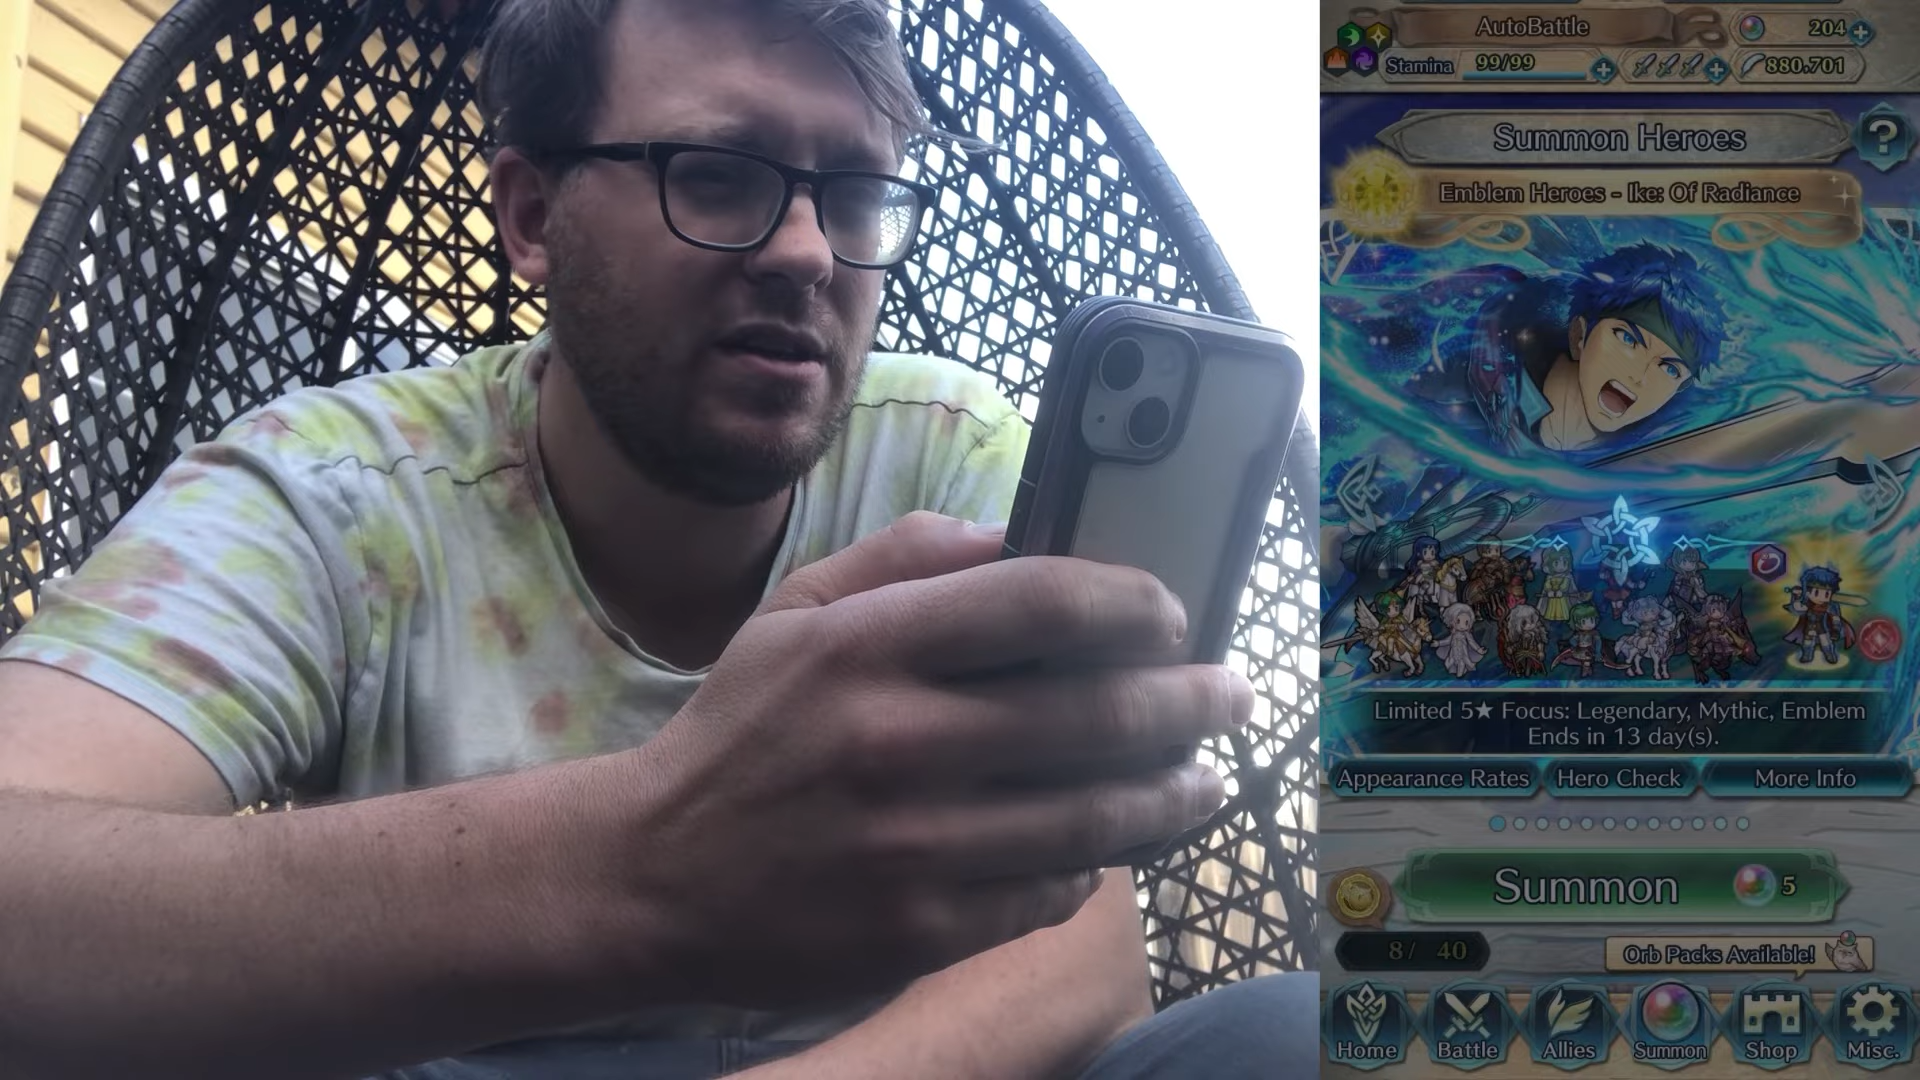 AutoBattle
204
Stamina 99/99
880,701
Summon Heroes
?
Emblem Heroes - Ike: Of Radiance
Limited 5★ Focus: Legendary, Mythic, Emblem
Ends in 13 day(s).
Appearance Rates Hero Check More Info
Summon 5
8/ 40
Orb Packs Available!
Home Battle Allies Summon Shop Misc.